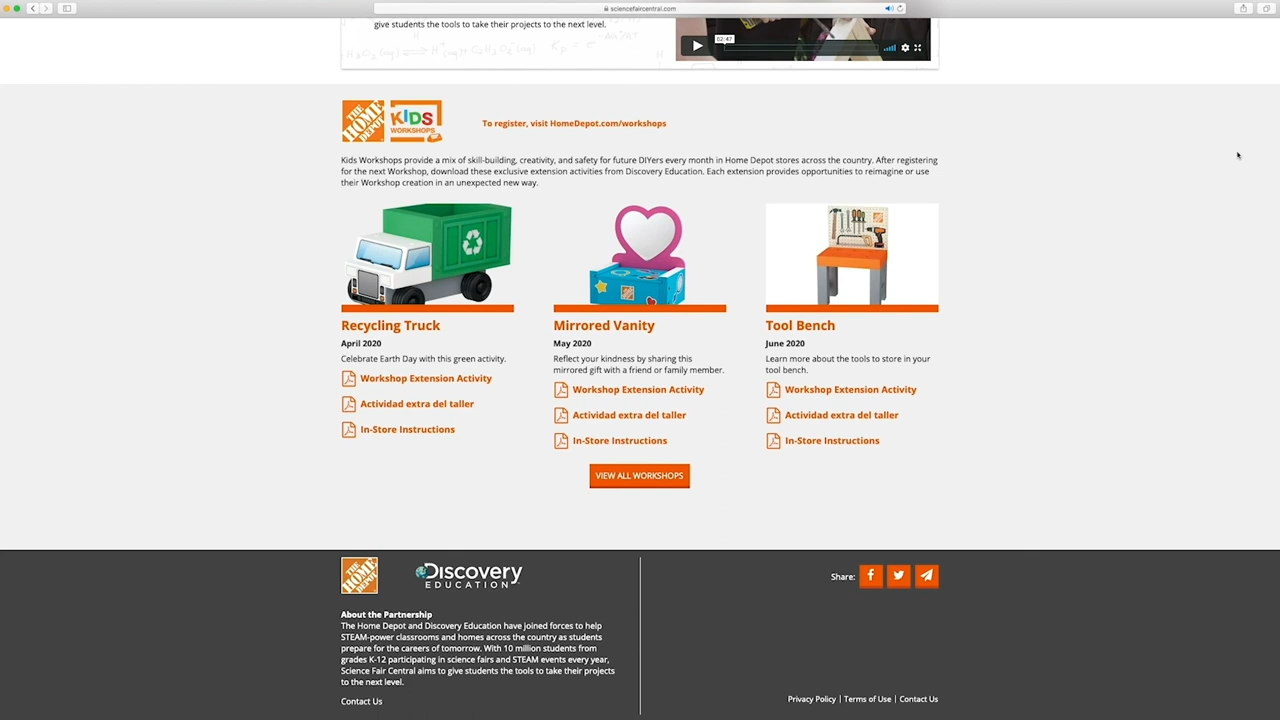 sciencefaircentral.com
give students the tools to take their projects to the next level.
02:47
THE HOME DEPOT
KIDS WORKSHOPS
To register, visit HomeDepot.com/workshops
Kids Workshops provide a mix of skill-building, creativity, and safety for future DIYers every month in Home Depot stores across the country. After registering
for the next Workshop, download these exclusive extension activities from Discovery Education. Each extension provides opportunities to reimagine or use
their Workshop creation in an unexpected new way.
Recycling Truck
April 2020
Celebrate Earth Day with this green activity.
Workshop Extension Activity
Actividad extra del taller
In-Store Instructions
Mirrored Vanity
May 2020
Reflect your kindness by sharing this
mirrored gift with a friend or family member.
Workshop Extension Activity
Actividad extra del taller
In-Store Instructions
Tool Bench
June 2020
Learn more about the tools to store in your
tool bench.
Workshop Extension Activity
Actividad extra del taller
In-Store Instructions
VIEW ALL WORKSHOPS
THE HOME DEPOT
Discovery
EDUCATION
About the Partnership
The Home Depot and Discovery Education have joined forces to help
STEAM-power classrooms and homes across the country as students
prepare for the careers of tomorrow. With 10 million students from
grades K-12 participating in science fairs and STEAM events every year,
Science Fair Central aims to give students the tools to take their projects
to the next level.
Contact Us
Share:
Privacy Policy | Terms of Use | Contact Us